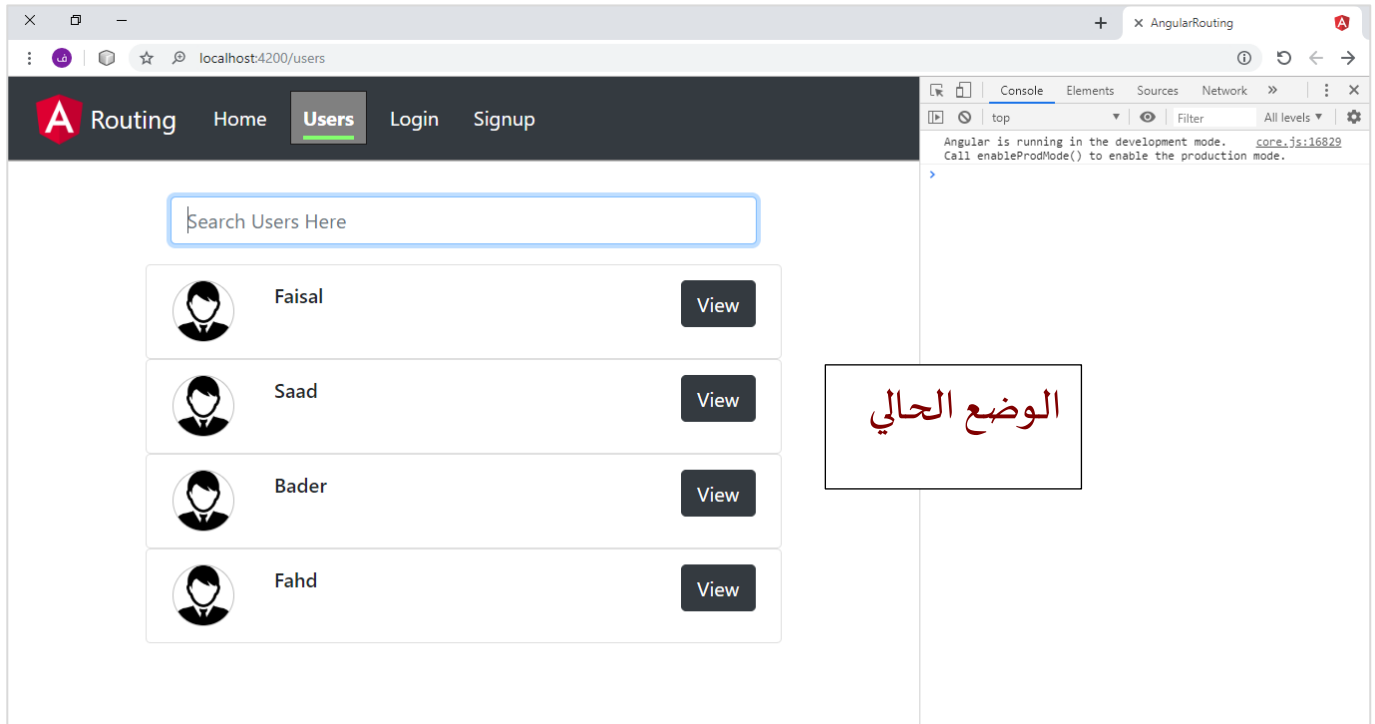 AngularRouting
localhost:4200/users
ف
Routing
Home
Users
Login
Signup
Search Users Here
Faisal
View
Saad
View
Bader
View
Fahd
View
Console
Elements
Sources
Network
top
Filter
All levels
Angular is running in the development mode. core.js:16829
Call enableProdMode() to enable the production mode.
الوضع الحالي